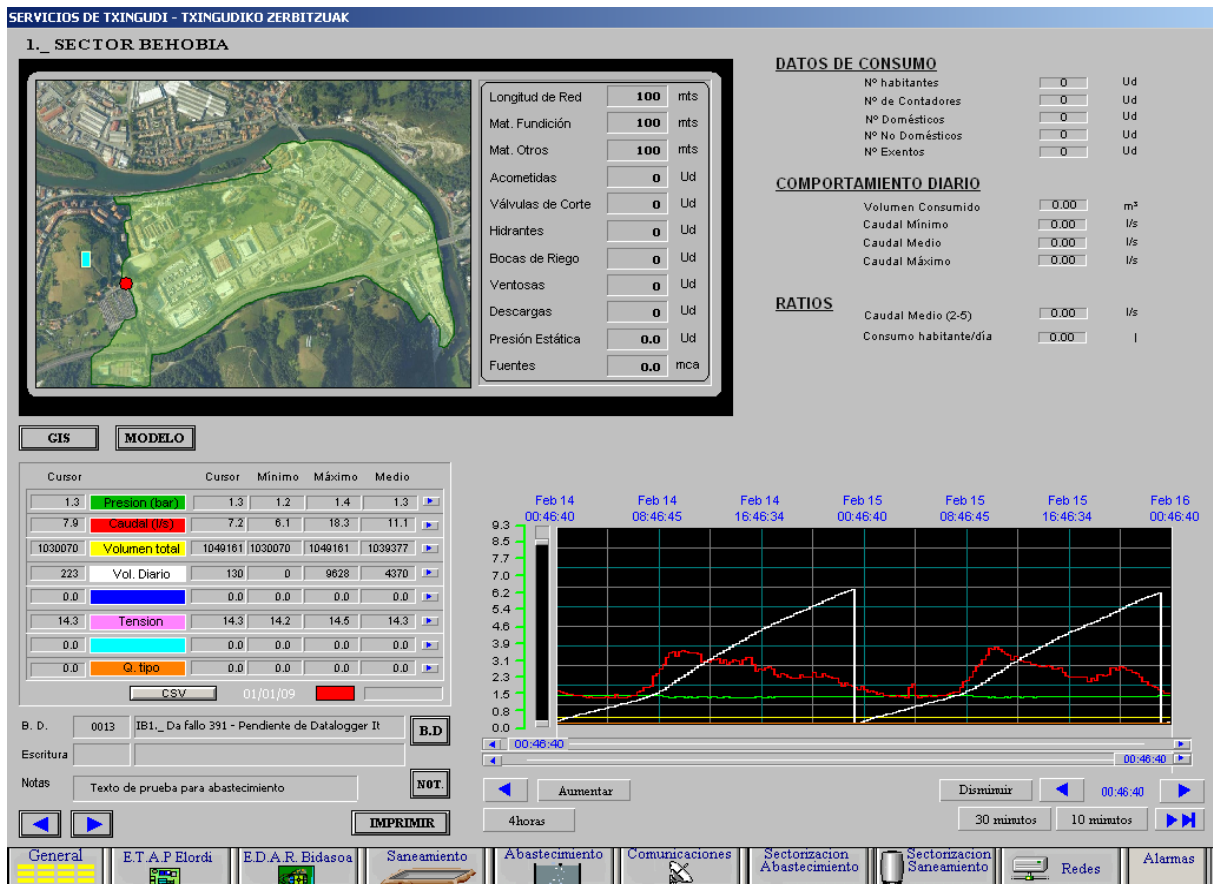 SERVICIOS DE TXINGUDI - TXINGUDIKO ZERBITZUAK
1._ SECTOR BEHOBIA
Longitud de Red 100 mts
Mat. Fundición 100 mts
Mat. Otros 100 mts
Acometidas 0 Ud
Válvulas de Corte 0 Ud
Hidrantes 0 Ud
Bocas de Riego 0 Ud
Ventosas 0 Ud
Descargas 0 Ud
Presión Estática 0.0 Ud
Fuentes 0.0 mca
DATOS DE CONSUMO
Nº habitantes 0 Ud
Nº de Contadores 0 Ud
Nº Domésticos 0 Ud
Nº No Domésticos 0 Ud
Nº Exentos 0 Ud
COMPORTAMIENTO DIARIO
Volumen Consumido 0.00 m³
Caudal Mínimo 0.00 l/s
Caudal Medio 0.00 l/s
Caudal Máximo 0.00 l/s
RATIOS
Caudal Medio (2-5) 0.00 l/s
Consumo habitante/día 0.00 l
GIS MODELO
Cursor Cursor Mínimo Máximo Medio
1.3 Presion (bar) 1.3 1.2 1.4 1.3
7.9 Caudal (l/s) 7.2 6.1 18.3 11.1
1030070 Volumen total 1049161 1030070 1049161 1039377
223 Vol. Diario 130 0 9628 4370
0.0 0.0 0.0 0.0 0.0
14.3 Tension 14.3 14.2 14.5 14.3
0.0 0.0 0.0 0.0 0.0
0.0 Q. tipo 0.0 0.0 0.0 0.0
CSV 01/01/09
B. D. 0013 IB1._ Da fallo 391 - Pendiente de Datalogger It B.D
Escritura
Notas Texto de prueba para abastecimiento NOT.
IMPRIMIR
Feb 14 Feb 14 Feb 14 Feb 15 Feb 15 Feb 15 Feb 16
00:46:40 08:46:45 16:46:34 00:46:40 08:46:45 16:46:34 00:46:40
9.3
8.5
7.7
7.0
6.2
5.4
4.6
3.9
3.1
2.3
1.5
0.8
0.0
00:46:40
00:46:40
Aumentar Disminuir 00:46:40
4horas 30 minutos 10 minutos
General E.T.A.P Elordi E.D.A.R. Bidasoa Saneamiento Abastecimiento Comunicaciones Sectorizacion Abastecimiento Sectorizacion Saneamiento Redes Alarmas